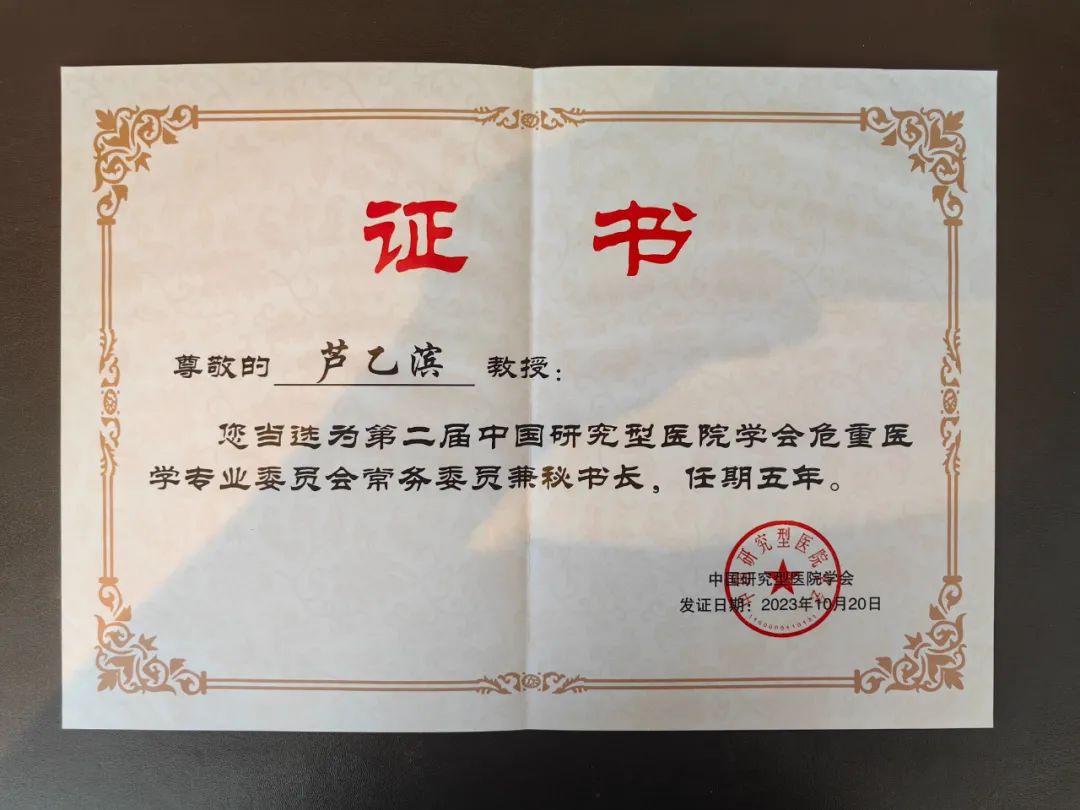 证 书
尊敬的 芦乙滨 教授：
您当选为第二届中国研究型医院学会危重医
学专业委员会常务委员兼秘书长，任期五年。
中国研究型医院学会
发证日期：2023年10月20日